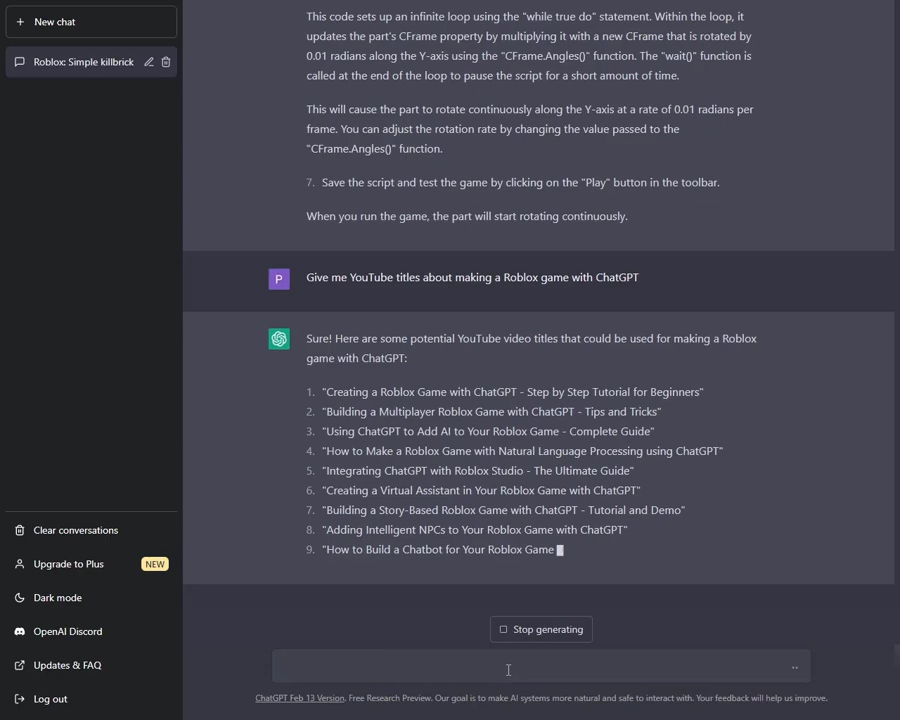 New chat
Roblox: Simple killbrick
This code sets up an infinite loop using the "while true do" statement. Within the loop, it
updates the part's CFrame property by multiplying it with a new CFrame that is rotated by
0.01 radians along the Y-axis using the "CFrame.Angles()" function. The "wait()" function is
called at the end of the loop to pause the script for a short amount of time.
This will cause the part to rotate continuously along the Y-axis at a rate of 0.01 radians per
frame. You can adjust the rotation rate by changing the value passed to the
"CFrame.Angles()" function.
7. Save the script and test the game by clicking on the "Play" button in the toolbar.
When you run the game, the part will start rotating continuously.
P
Give me YouTube titles about making a Roblox game with ChatGPT
Sure! Here are some potential YouTube video titles that could be used for making a Roblox
game with ChatGPT:
1. "Creating a Roblox Game with ChatGPT - Step by Step Tutorial for Beginners"
2. "Building a Multiplayer Roblox Game with ChatGPT - Tips and Tricks"
3. "Using ChatGPT to Add AI to Your Roblox Game - Complete Guide"
4. "How to Make a Roblox Game with Natural Language Processing using ChatGPT"
5. "Integrating ChatGPT with Roblox Studio - The Ultimate Guide"
6. "Creating a Virtual Assistant in Your Roblox Game with ChatGPT"
7. "Building a Story-Based Roblox Game with ChatGPT - Tutorial and Demo"
8. "Adding Intelligent NPCs to Your Roblox Game with ChatGPT"
9. "How to Build a Chatbot for Your Roblox Game
Clear conversations
Upgrade to Plus NEW
Dark mode
OpenAI Discord
Updates & FAQ
Log out
Stop generating
ChatGPT Feb 13 Version. Free Research Preview. Our goal is to make AI systems more natural and safe to interact with. Your feedback will help us improve.